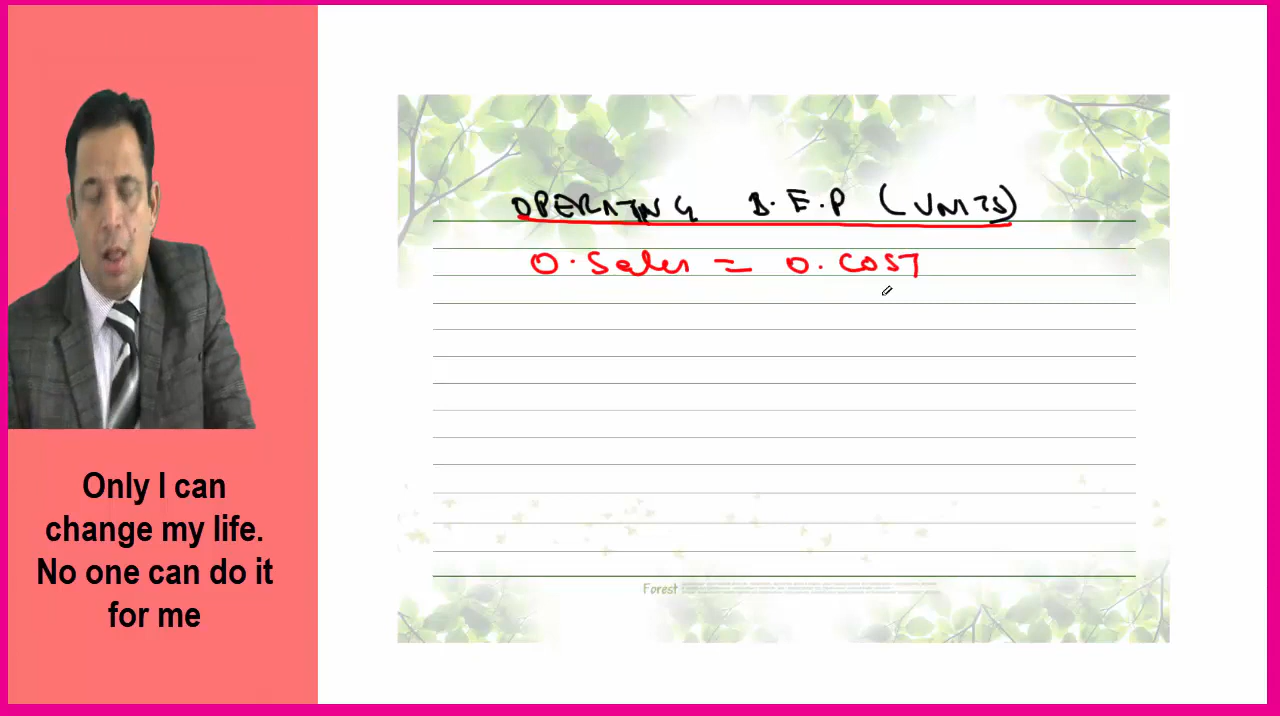 OPERATING B.E.P (UNITS)
O. Sales = O. COST
Only I can
change my life.
No one can do it
for me
Forest